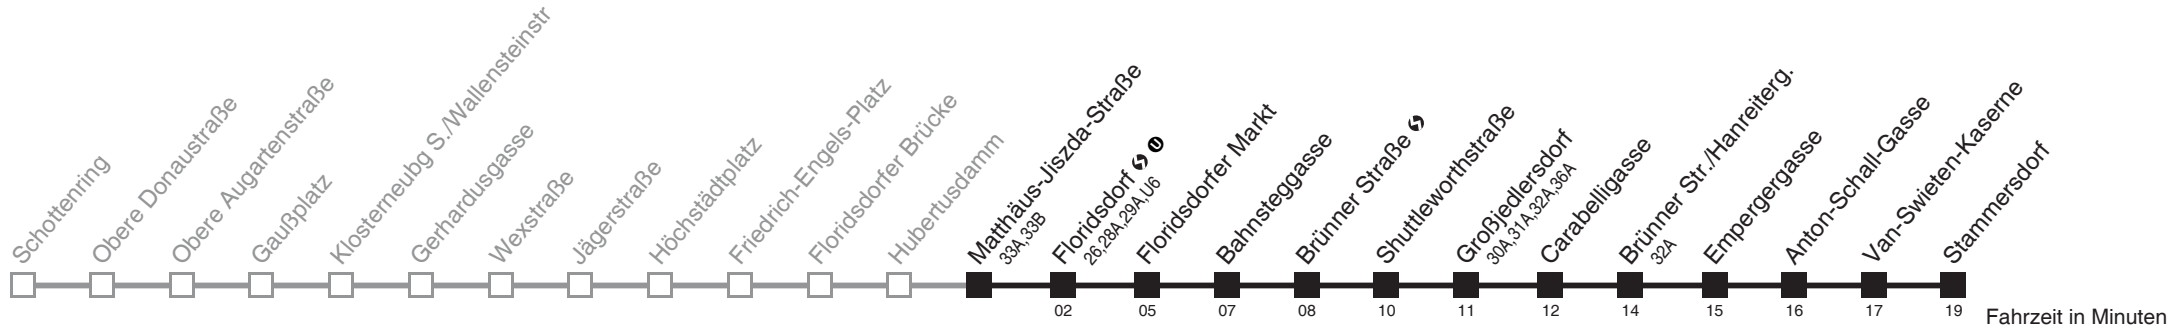 Schottenring
Obere Donaustraße
Obere Augartenstraße
Gaußplatz
Klosterneubg S./Wallensteinstr
Gerhardusgasse
Wexstraße
Jägerstraße
Höchstädtplatz
Friedrich-Engels-Platz
Floridsdorfer Brücke
Hubertusdamm
Matthäus-Jiszda-Straße
33A,33B
Floridsdorf S U
26,28A,29A,U6
02
Floridsdorfer Markt
05
Bahnsteggasse
07
Brünner Straße S
08
Shuttleworthstraße
10
Großjedlersdorf
30A,31A,32A,36A
11
Carabelligasse
12
Brünner Str./Hanreiterg.
32A
14
Empergergasse
15
Anton-Schall-Gasse
16
Van-Swieten-Kaserne
17
Stammersdorf
19
Fahrzeit in Minuten